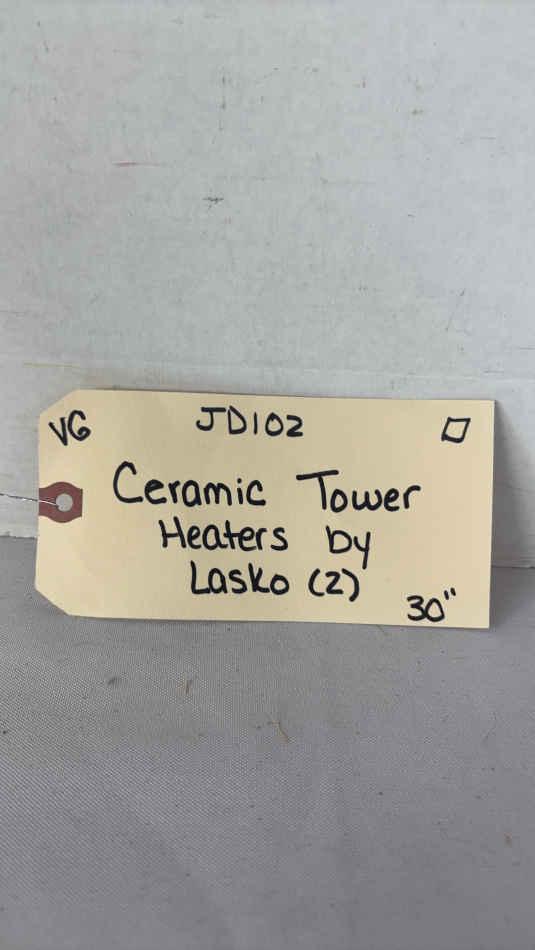 VG JD102
Ceramic Tower
Heaters by
Lasko (2)
30"